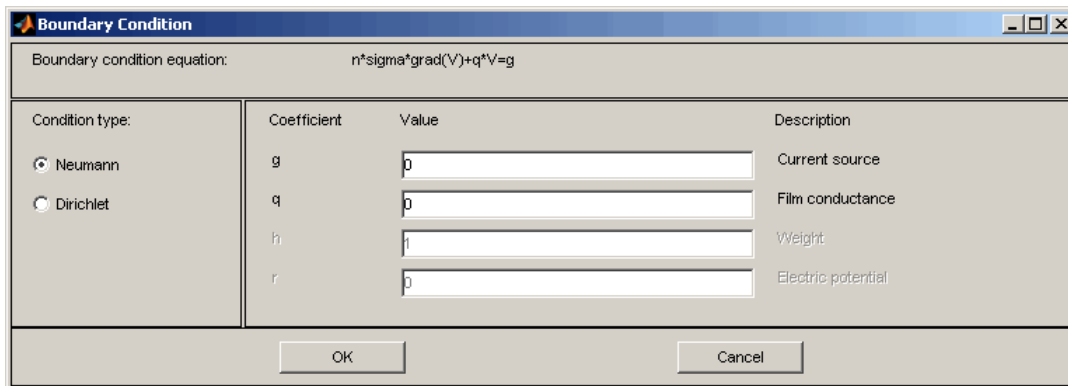 Boundary Condition
Boundary condition equation: n*sigma*grad(V)+q*V=g
Condition type:
Neumann
Dirichlet
Coefficient Value Description
g 0 Current source
q 0 Film conductance
h 1 Weight
r 0 Electric potential
OK Cancel